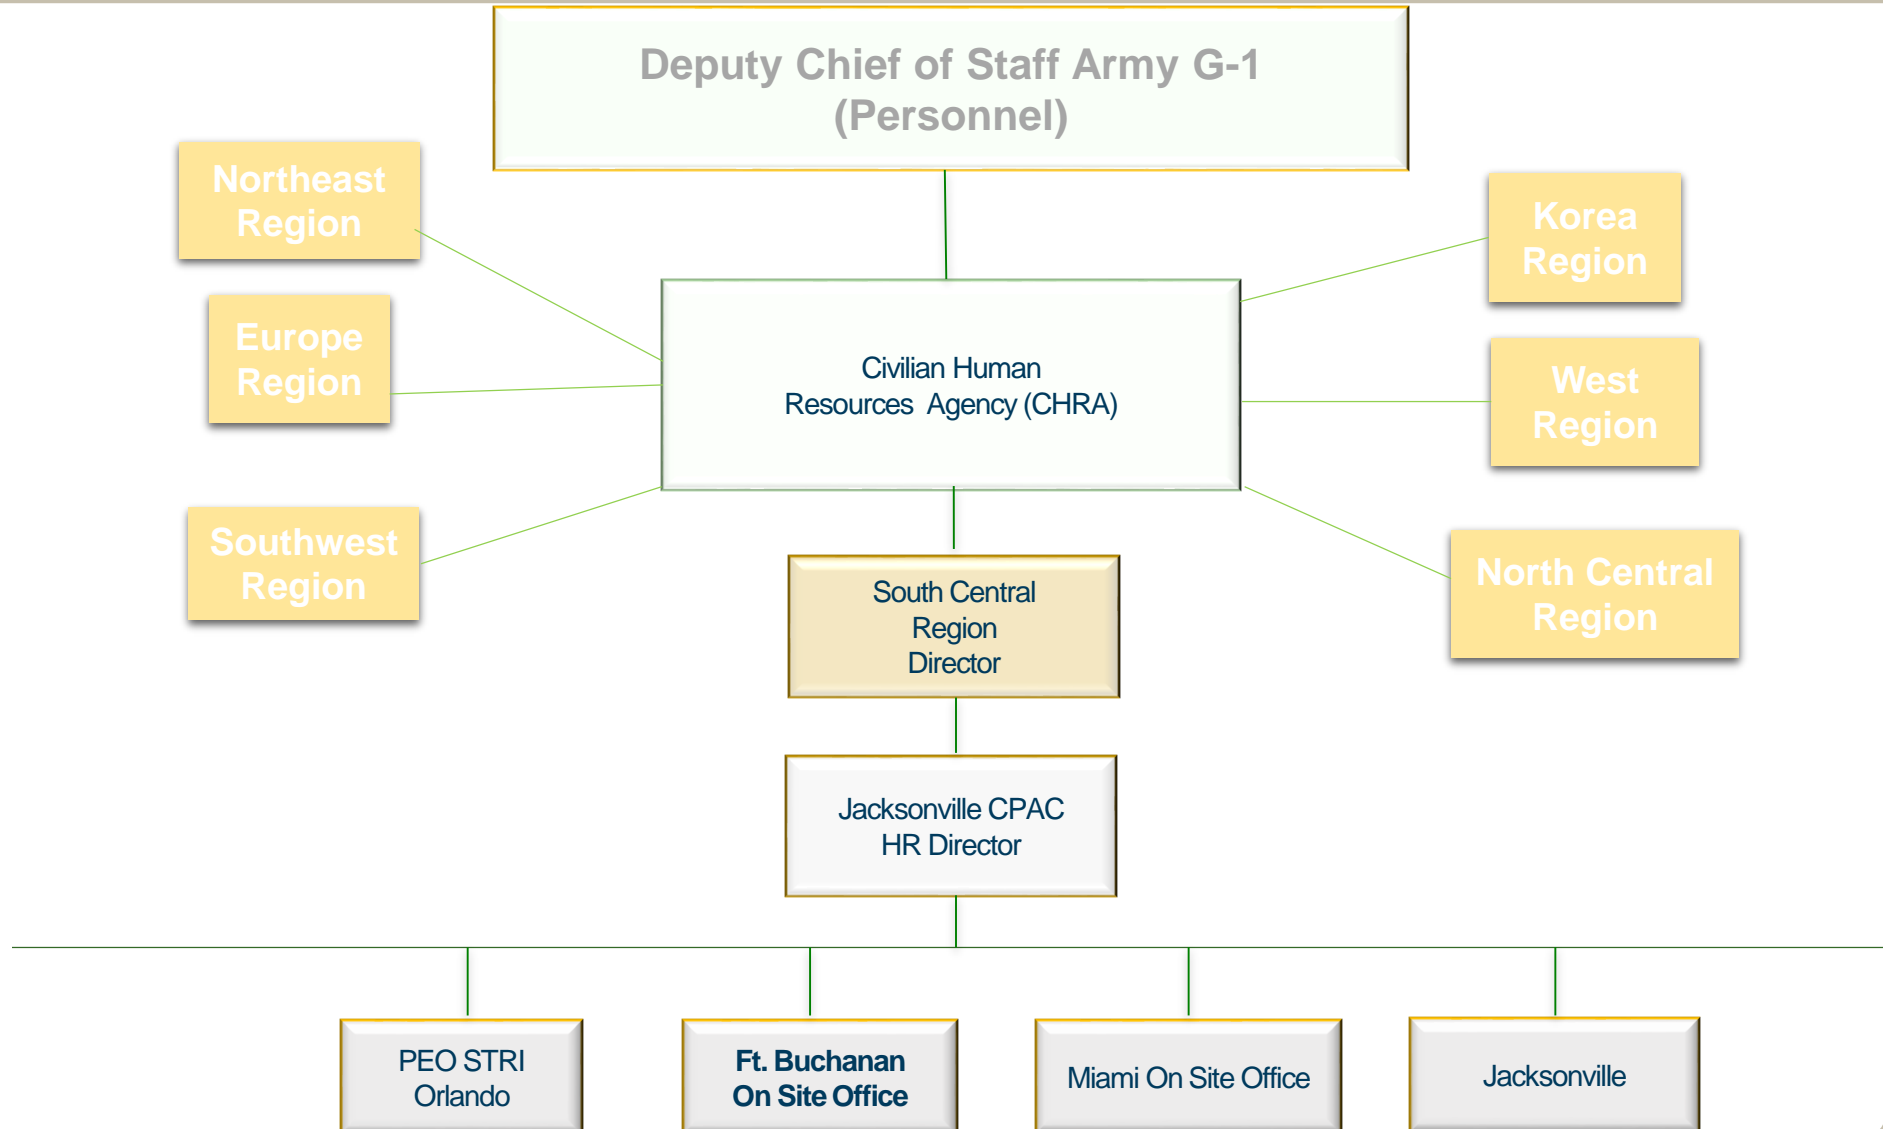 Deputy Chief of Staff Army G-1
(Personnel)
Northeast
Region
Korea
Region
Europe
Region
Civilian Human
Resources Agency (CHRA)
West
Region
Southwest
Region
North Central
Region
South Central
Region
Director
Jacksonville CPAC
HR Director
PEO STRI
Orlando
Ft. Buchanan
On Site Office
Miami On Site Office
Jacksonville